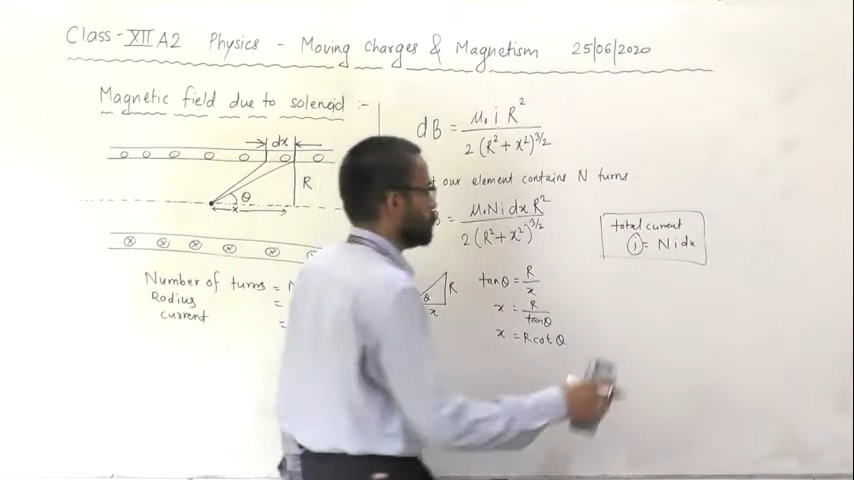 Class-XII A2 Physics - Moving charges & Magnetism 25/06/2020
Magnetic field due to solenoid :-
dx
R
θ
x
Number of turns = N
Radius =
current =
dB = μ₀ i R² / 2 (R² + x²)^3/2
our element contains N turns.
= μ₀ N i dx R² / 2 (R² + x²)^3/2
total current
i = N i dx
θ
R
x
tanθ = R / x
x = R / tanθ
x = R cot θ